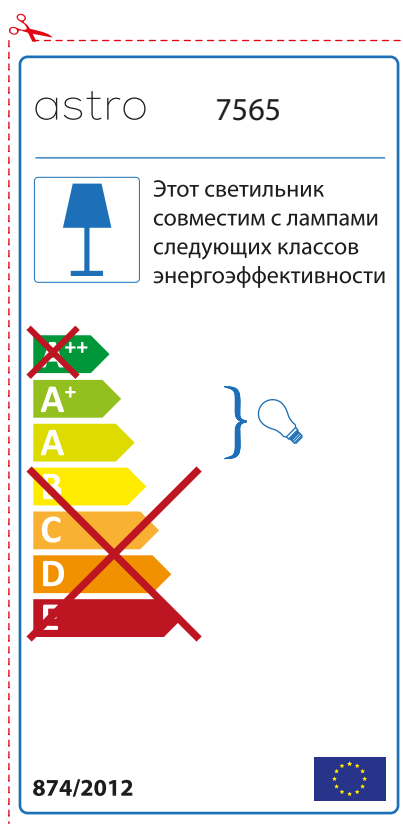 astro 7565
Этот светильник
совместим с лампами
следующих классов
энергоэффективности
A++
A+
A
B
C
D
E
874/2012